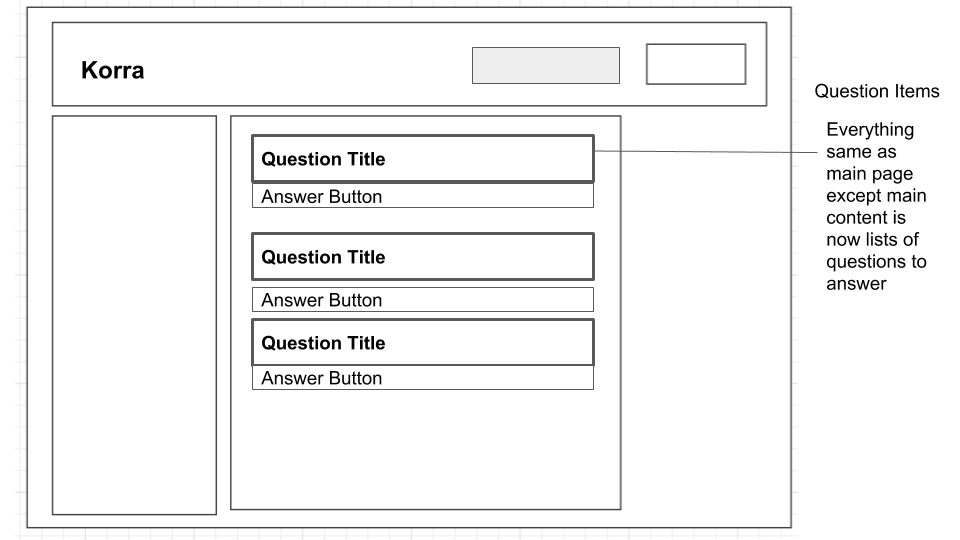 Korra
Question Items
Everything
same as
main page
except main
content is
now lists of
questions to
answer
Question Title
Answer Button
Question Title
Answer Button
Question Title
Answer Button